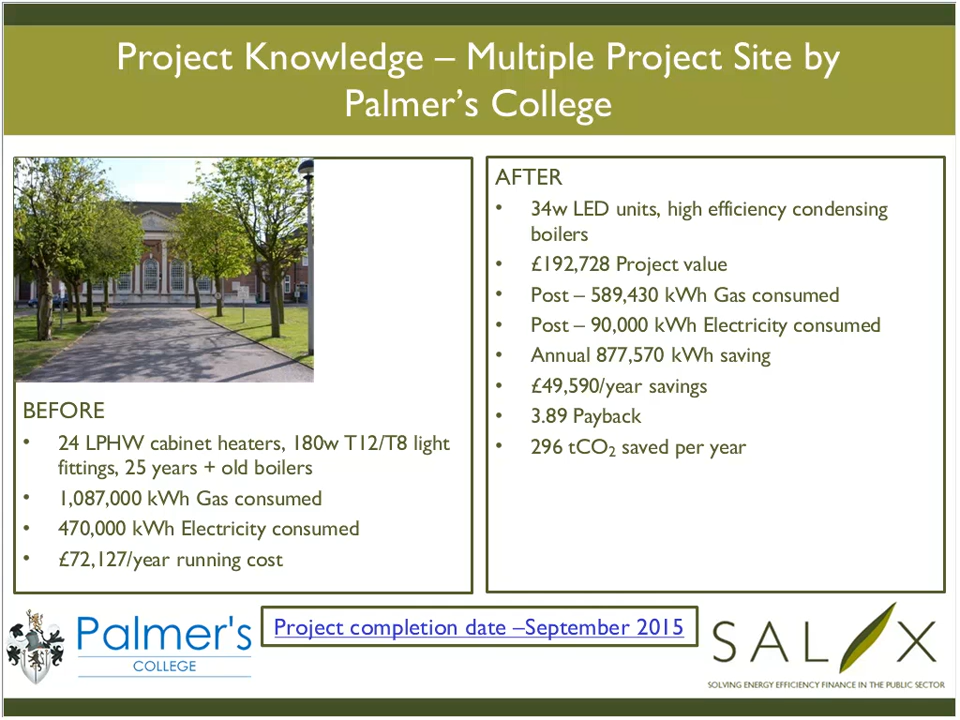 Project Knowledge – Multiple Project Site by
Palmer's College
BEFORE
• 24 LPHW cabinet heaters, 180w T12/T8 light
fittings, 25 years + old boilers
• 1,087,000 kWh Gas consumed
• 470,000 kWh Electricity consumed
• £72,127/year running cost
AFTER
• 34w LED units, high efficiency condensing
boilers
• £192,728 Project value
• Post – 589,430 kWh Gas consumed
• Post – 90,000 kWh Electricity consumed
• Annual 877,570 kWh saving
• £49,590/year savings
• 3.89 Payback
• 296 tCO₂ saved per year
Palmer's
COLLEGE
Project completion date –September 2015
SALIX
SOLVING ENERGY EFFICIENCY FINANCE IN THE PUBLIC SECTOR